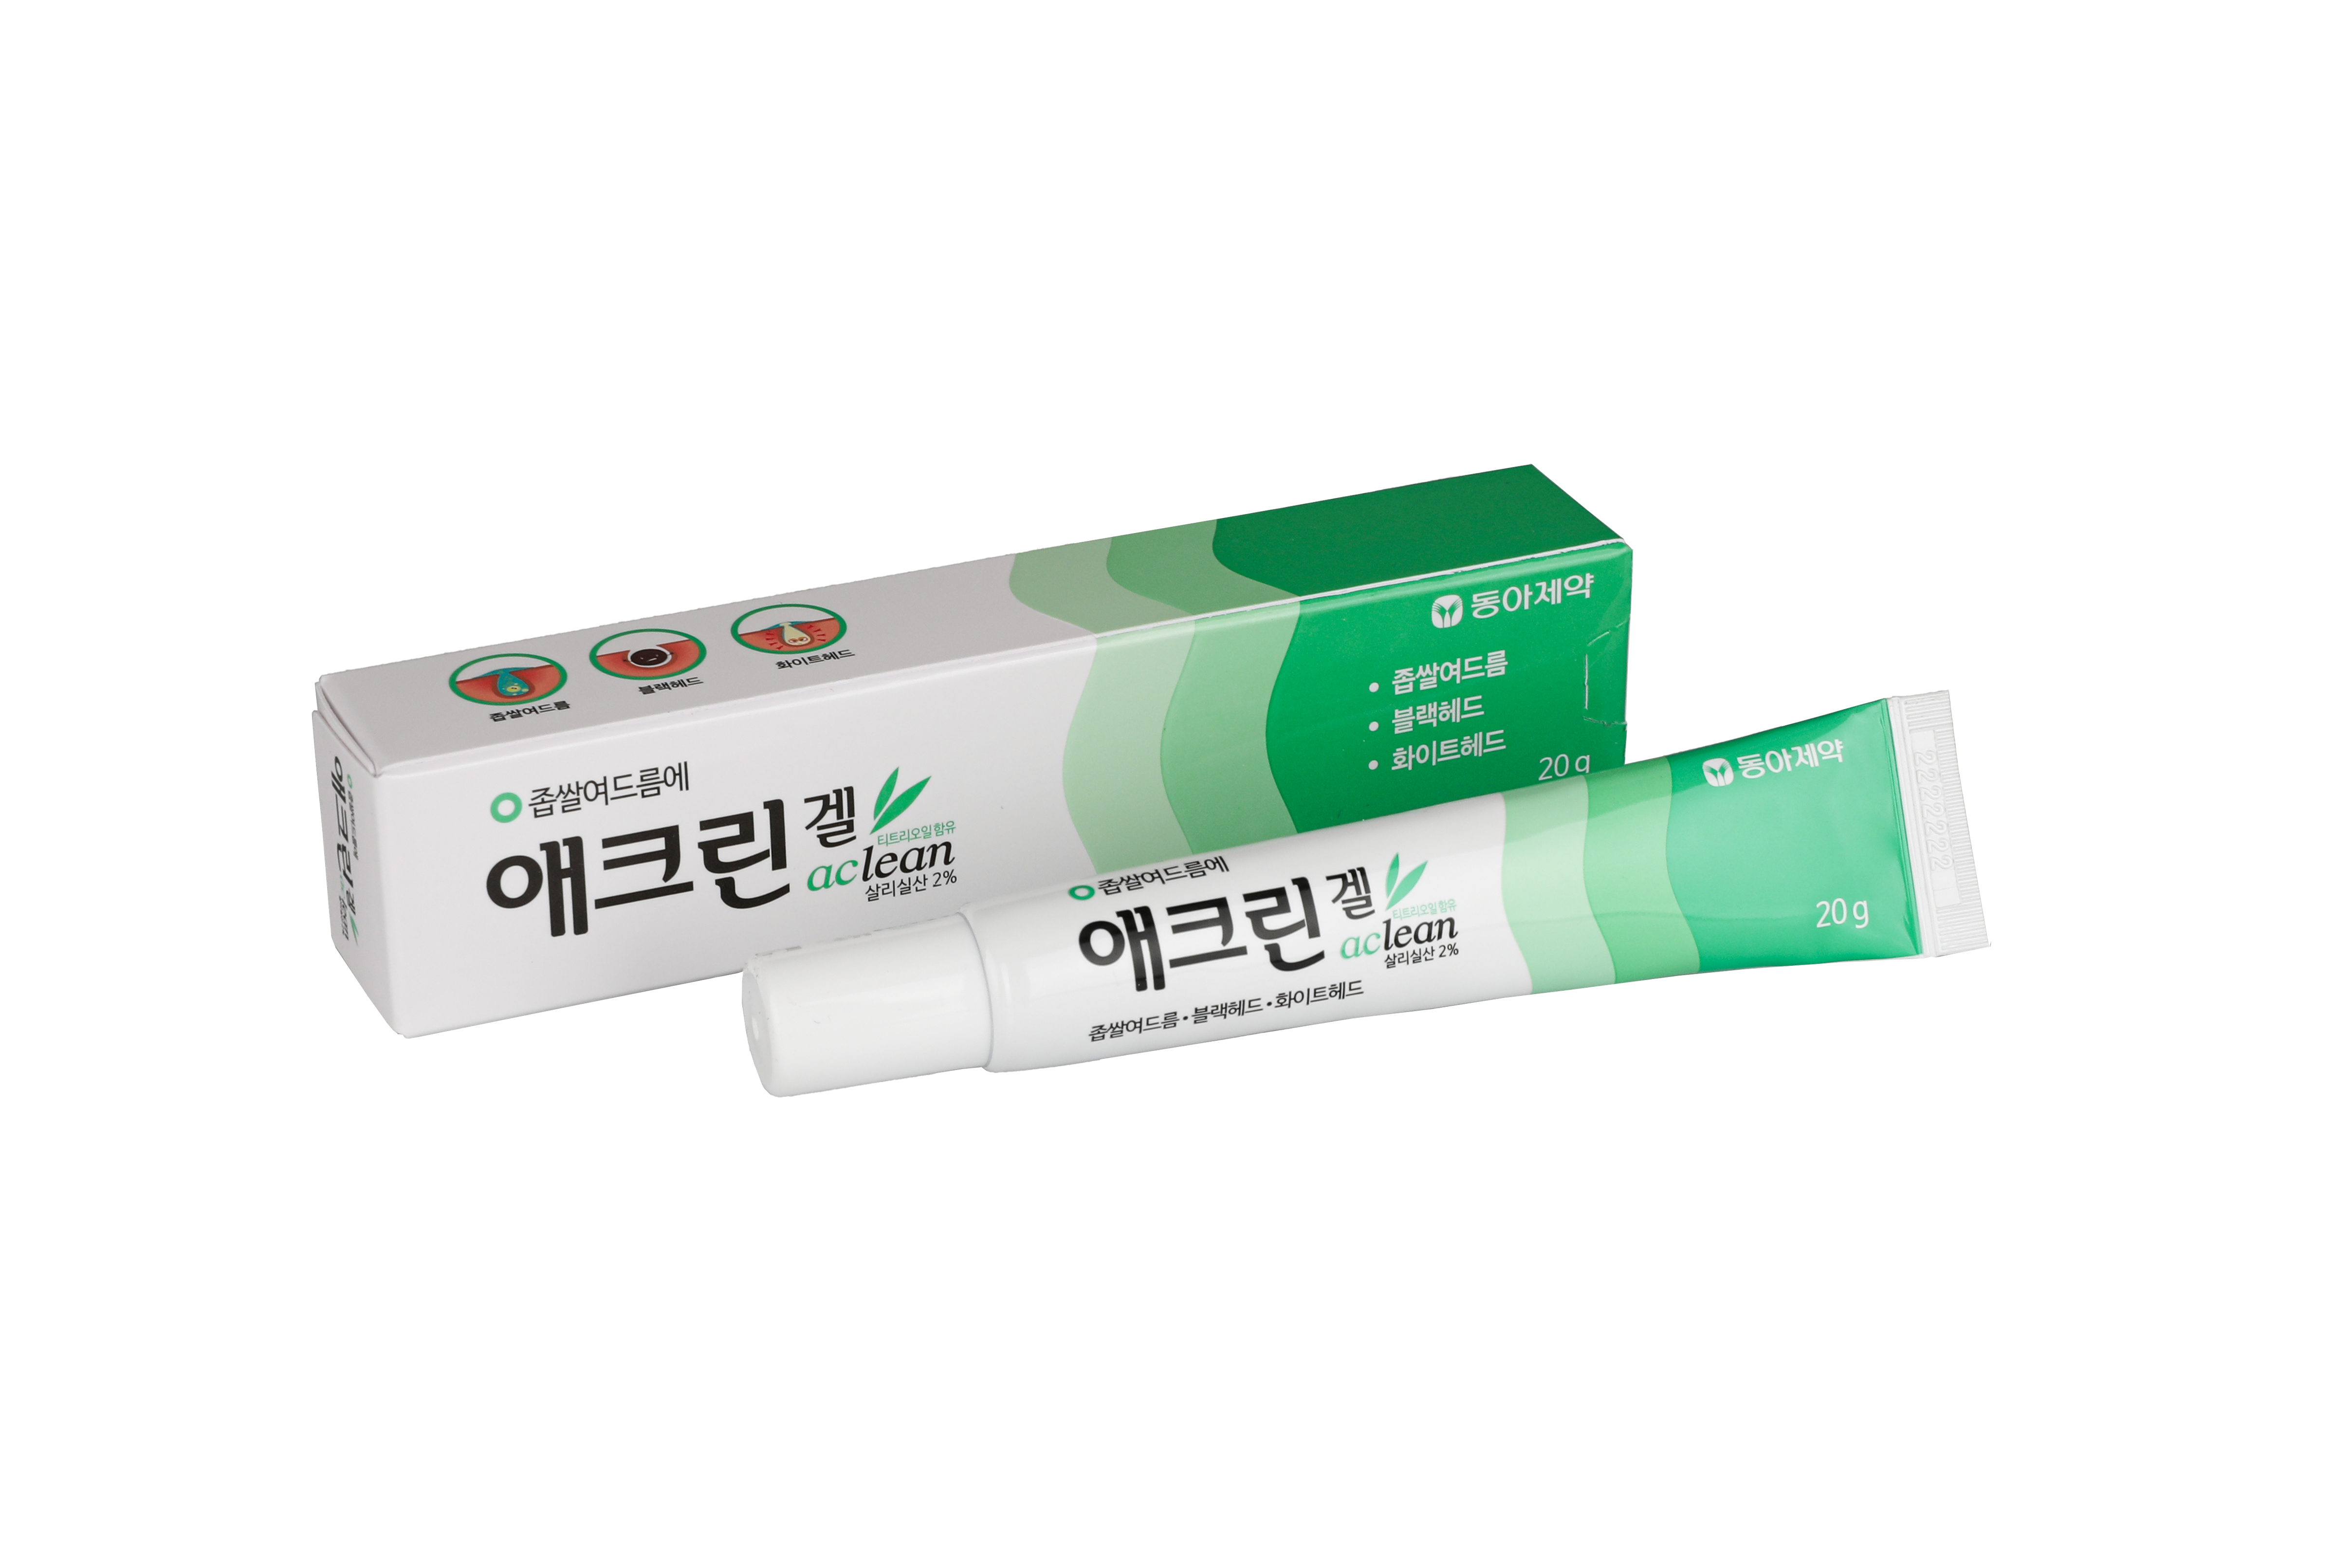 좁쌀여드름
블랙헤드
화이트헤드
좁쌀여드름에
애크린 겔
티트리오일함유
aclean
살리실산 2%
동아제약
• 좁쌀여드름
• 블랙헤드
• 화이트헤드
20 g
애크린 겔
좁쌀여드름에
애크린 겔
티트리오일함유
aclean
살리실산 2%
좁쌀여드름 • 블랙헤드 • 화이트헤드
동아제약
20 g